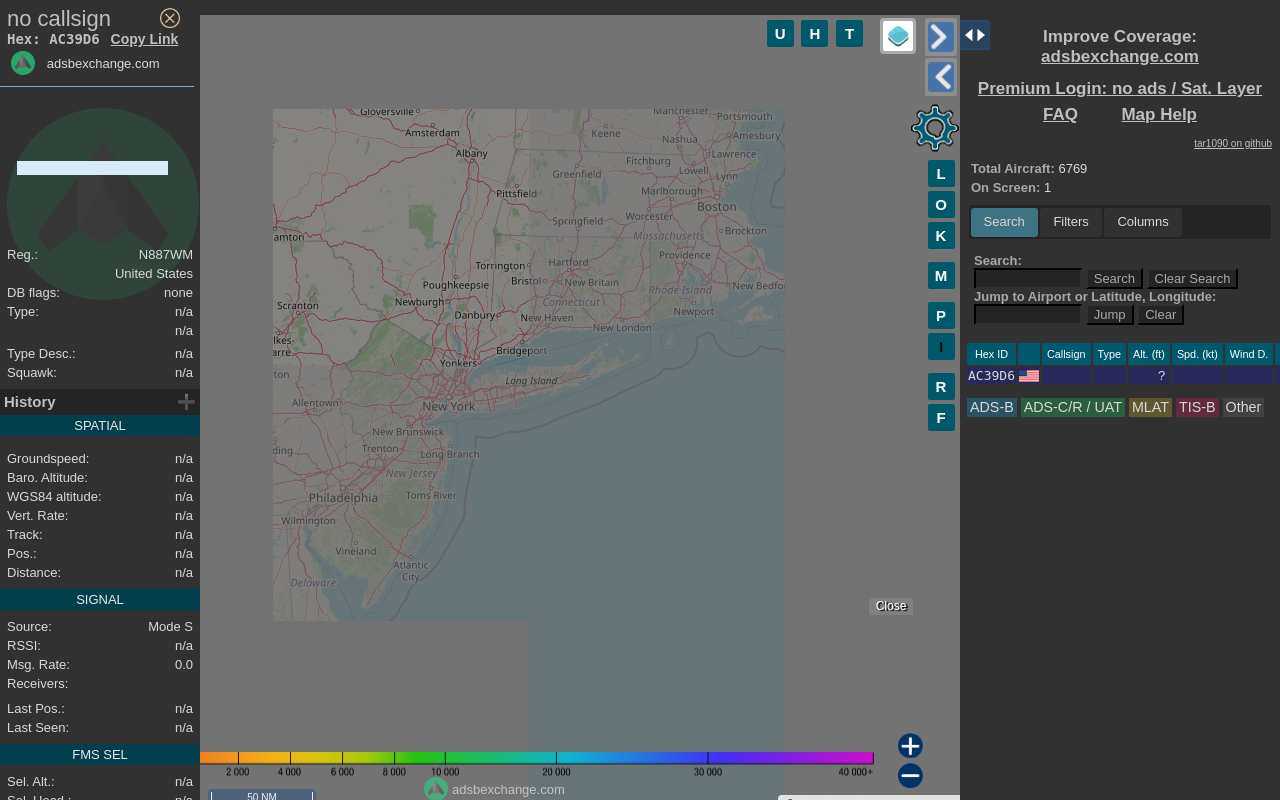 no callsign
Hex: AC39D6 Copy Link
adsbexchange.com
Reg.: N887WM
United States
DB flags: none
Type: n/a
n/a
Type Desc.: n/a
Squawk: n/a
History
SPATIAL
Groundspeed: n/a
Baro. Altitude: n/a
WGS84 altitude: n/a
Vert. Rate: n/a
Track: n/a
Pos.: n/a
Distance: n/a
SIGNAL
Source: Mode S
RSSI: n/a
Msg. Rate: 0.0
Receivers:
Last Pos.: n/a
Last Seen: n/a
FMS SEL
Sel. Alt.: n/a
U H T
L
O
K
M
P
I
R
F
Gloversville
Amsterdam
Albany
Pittsfield
Keene
Manchester
Portsmouth
Amesbury
Nashua
Lawrence
Fitchburg
Lowell
Lynn
Greenfield
Marlborough
Boston
Worcester
Springfield
Brockton
Massachusetts
Providence
Hartford
Torrington
Bristol
New Britain
Rhode Island
New Bedfo
Connecticut
Newport
amton
Scranton
Poughkeepsie
Newburgh
Danbury
New Haven
New London
lkes-
arre
Bridgeport
Yonkers
Long Island
ton
Allentown
New York
New Brunswick
Trenton
Long Branch
ding
New Jersey
Philadelphia
Toms River
Wilmington
Vineland
Atlantic
City
Delaware
Close
2 000 4 000 6 000 8 000 10 000 20 000 30 000 40 000+
adsbexchange.com
50 NM
Improve Coverage:
adsbexchange.com
Premium Login: no ads / Sat. Layer
FAQ Map Help
tar1090 on github
Total Aircraft: 6769
On Screen: 1
Search Filters Columns
Search:
Search Clear Search
Jump to Airport or Latitude, Longitude:
Jump Clear
Hex ID Callsign Type Alt. (ft) Spd. (kt) Wind D.
AC39D6 ?
ADS-B ADS-C/R / UAT MLAT TIS-B Other